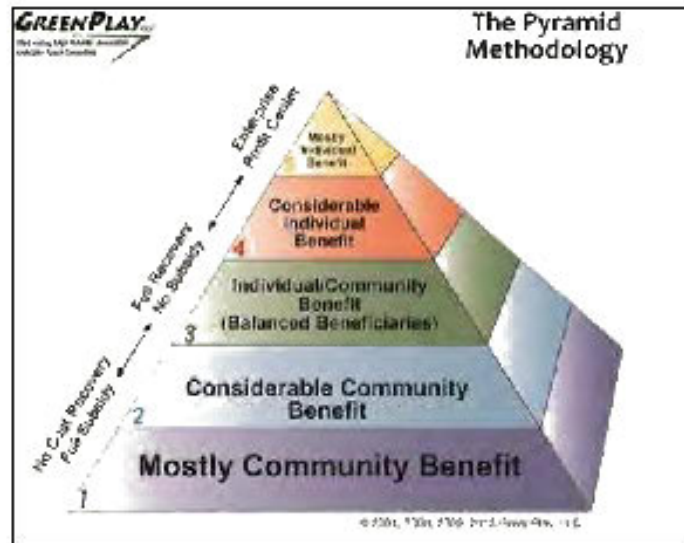 GREENPLAY
The Pyramid
Methodology
Enterprise
Profit Center
Full Recovery
No Subsidy
No Cost Recovery
Full Subsidy
5
Mostly
Individual
Benefit
4
Considerable
Individual
Benefit
3
Individual/Community
Benefit
(Balanced Beneficiaries)
2
Considerable Community
Benefit
1
Mostly Community Benefit
© 2001,